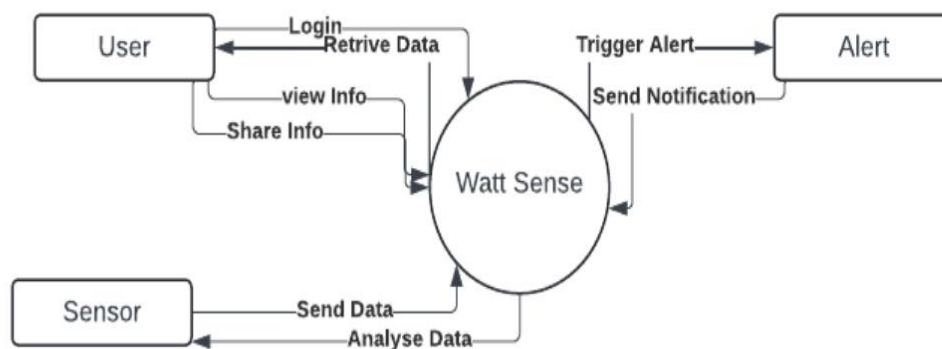 Login
User
Retrive Data
Trigger Alert
Alert
view Info
Send Notification
Share Info
Watt Sense
Sensor
Send Data
Analyse Data